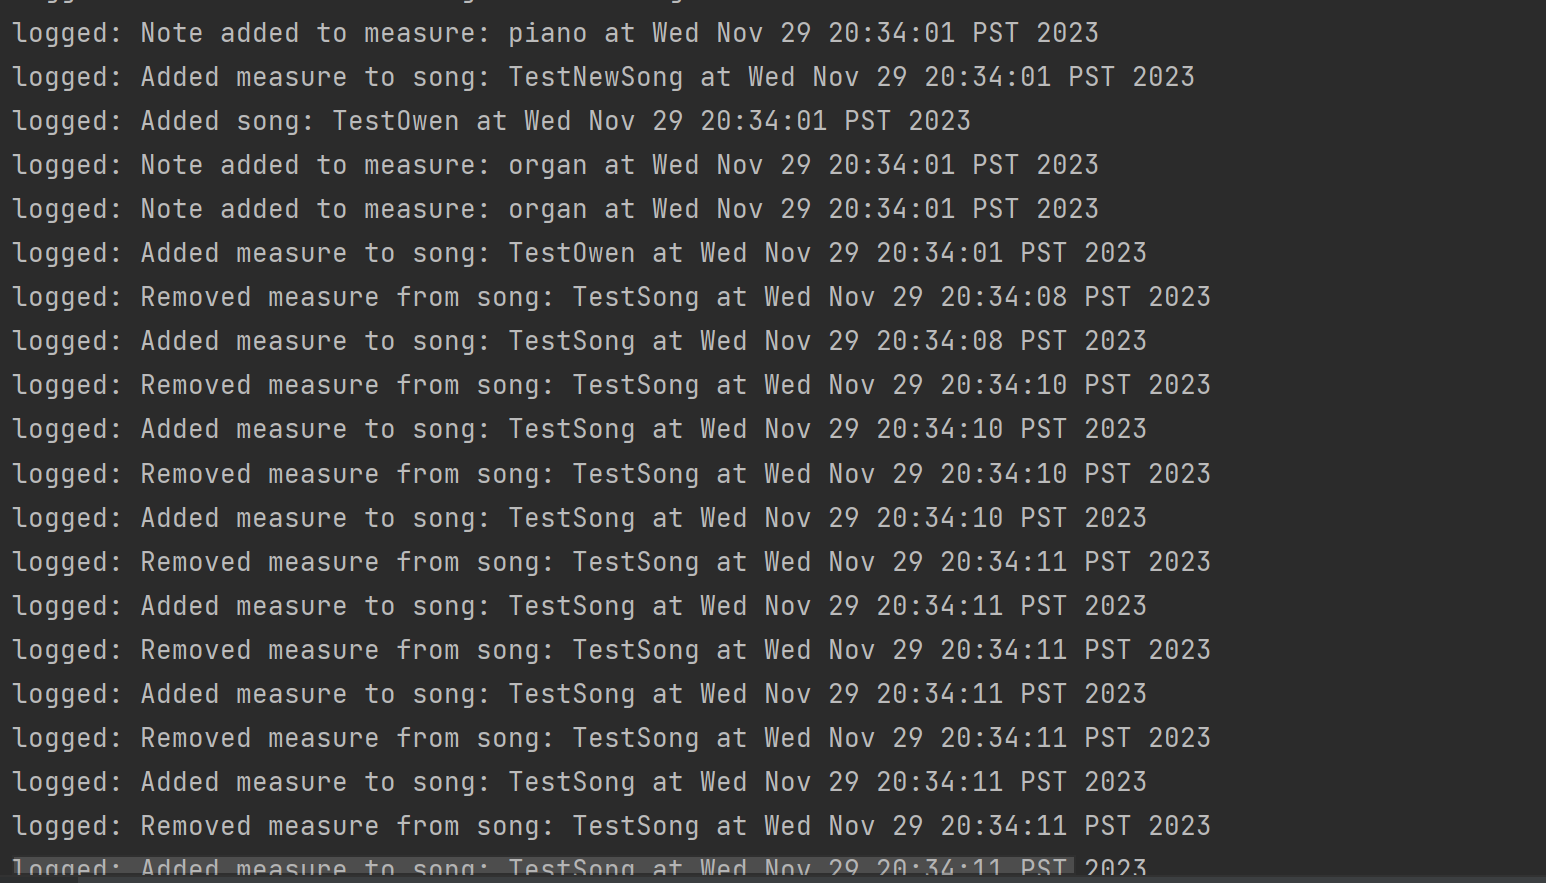 logged: Note added to measure: piano at Wed Nov 29 20:34:01 PST 2023
logged: Added measure to song: TestNewSong at Wed Nov 29 20:34:01 PST 2023
logged: Added song: TestOwen at Wed Nov 29 20:34:01 PST 2023
logged: Note added to measure: organ at Wed Nov 29 20:34:01 PST 2023
logged: Note added to measure: organ at Wed Nov 29 20:34:01 PST 2023
logged: Added measure to song: TestOwen at Wed Nov 29 20:34:01 PST 2023
logged: Removed measure from song: TestSong at Wed Nov 29 20:34:08 PST 2023
logged: Added measure to song: TestSong at Wed Nov 29 20:34:08 PST 2023
logged: Removed measure from song: TestSong at Wed Nov 29 20:34:10 PST 2023
logged: Added measure to song: TestSong at Wed Nov 29 20:34:10 PST 2023
logged: Removed measure from song: TestSong at Wed Nov 29 20:34:10 PST 2023
logged: Added measure to song: TestSong at Wed Nov 29 20:34:10 PST 2023
logged: Removed measure from song: TestSong at Wed Nov 29 20:34:11 PST 2023
logged: Added measure to song: TestSong at Wed Nov 29 20:34:11 PST 2023
logged: Removed measure from song: TestSong at Wed Nov 29 20:34:11 PST 2023
logged: Added measure to song: TestSong at Wed Nov 29 20:34:11 PST 2023
logged: Removed measure from song: TestSong at Wed Nov 29 20:34:11 PST 2023
logged: Added measure to song: TestSong at Wed Nov 29 20:34:11 PST 2023
logged: Removed measure from song: TestSong at Wed Nov 29 20:34:11 PST 2023
logged: Added measure to song: TestSong at Wed Nov 29 20:34:11 PST 2023